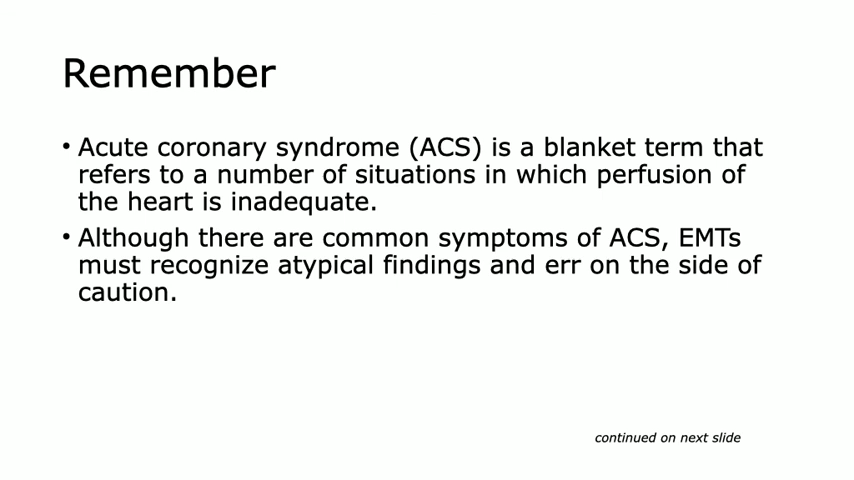 Remember
• Acute coronary syndrome (ACS) is a blanket term that
refers to a number of situations in which perfusion of
the heart is inadequate.
• Although there are common symptoms of ACS, EMTs
must recognize atypical findings and err on the side of
caution.
continued on next slide